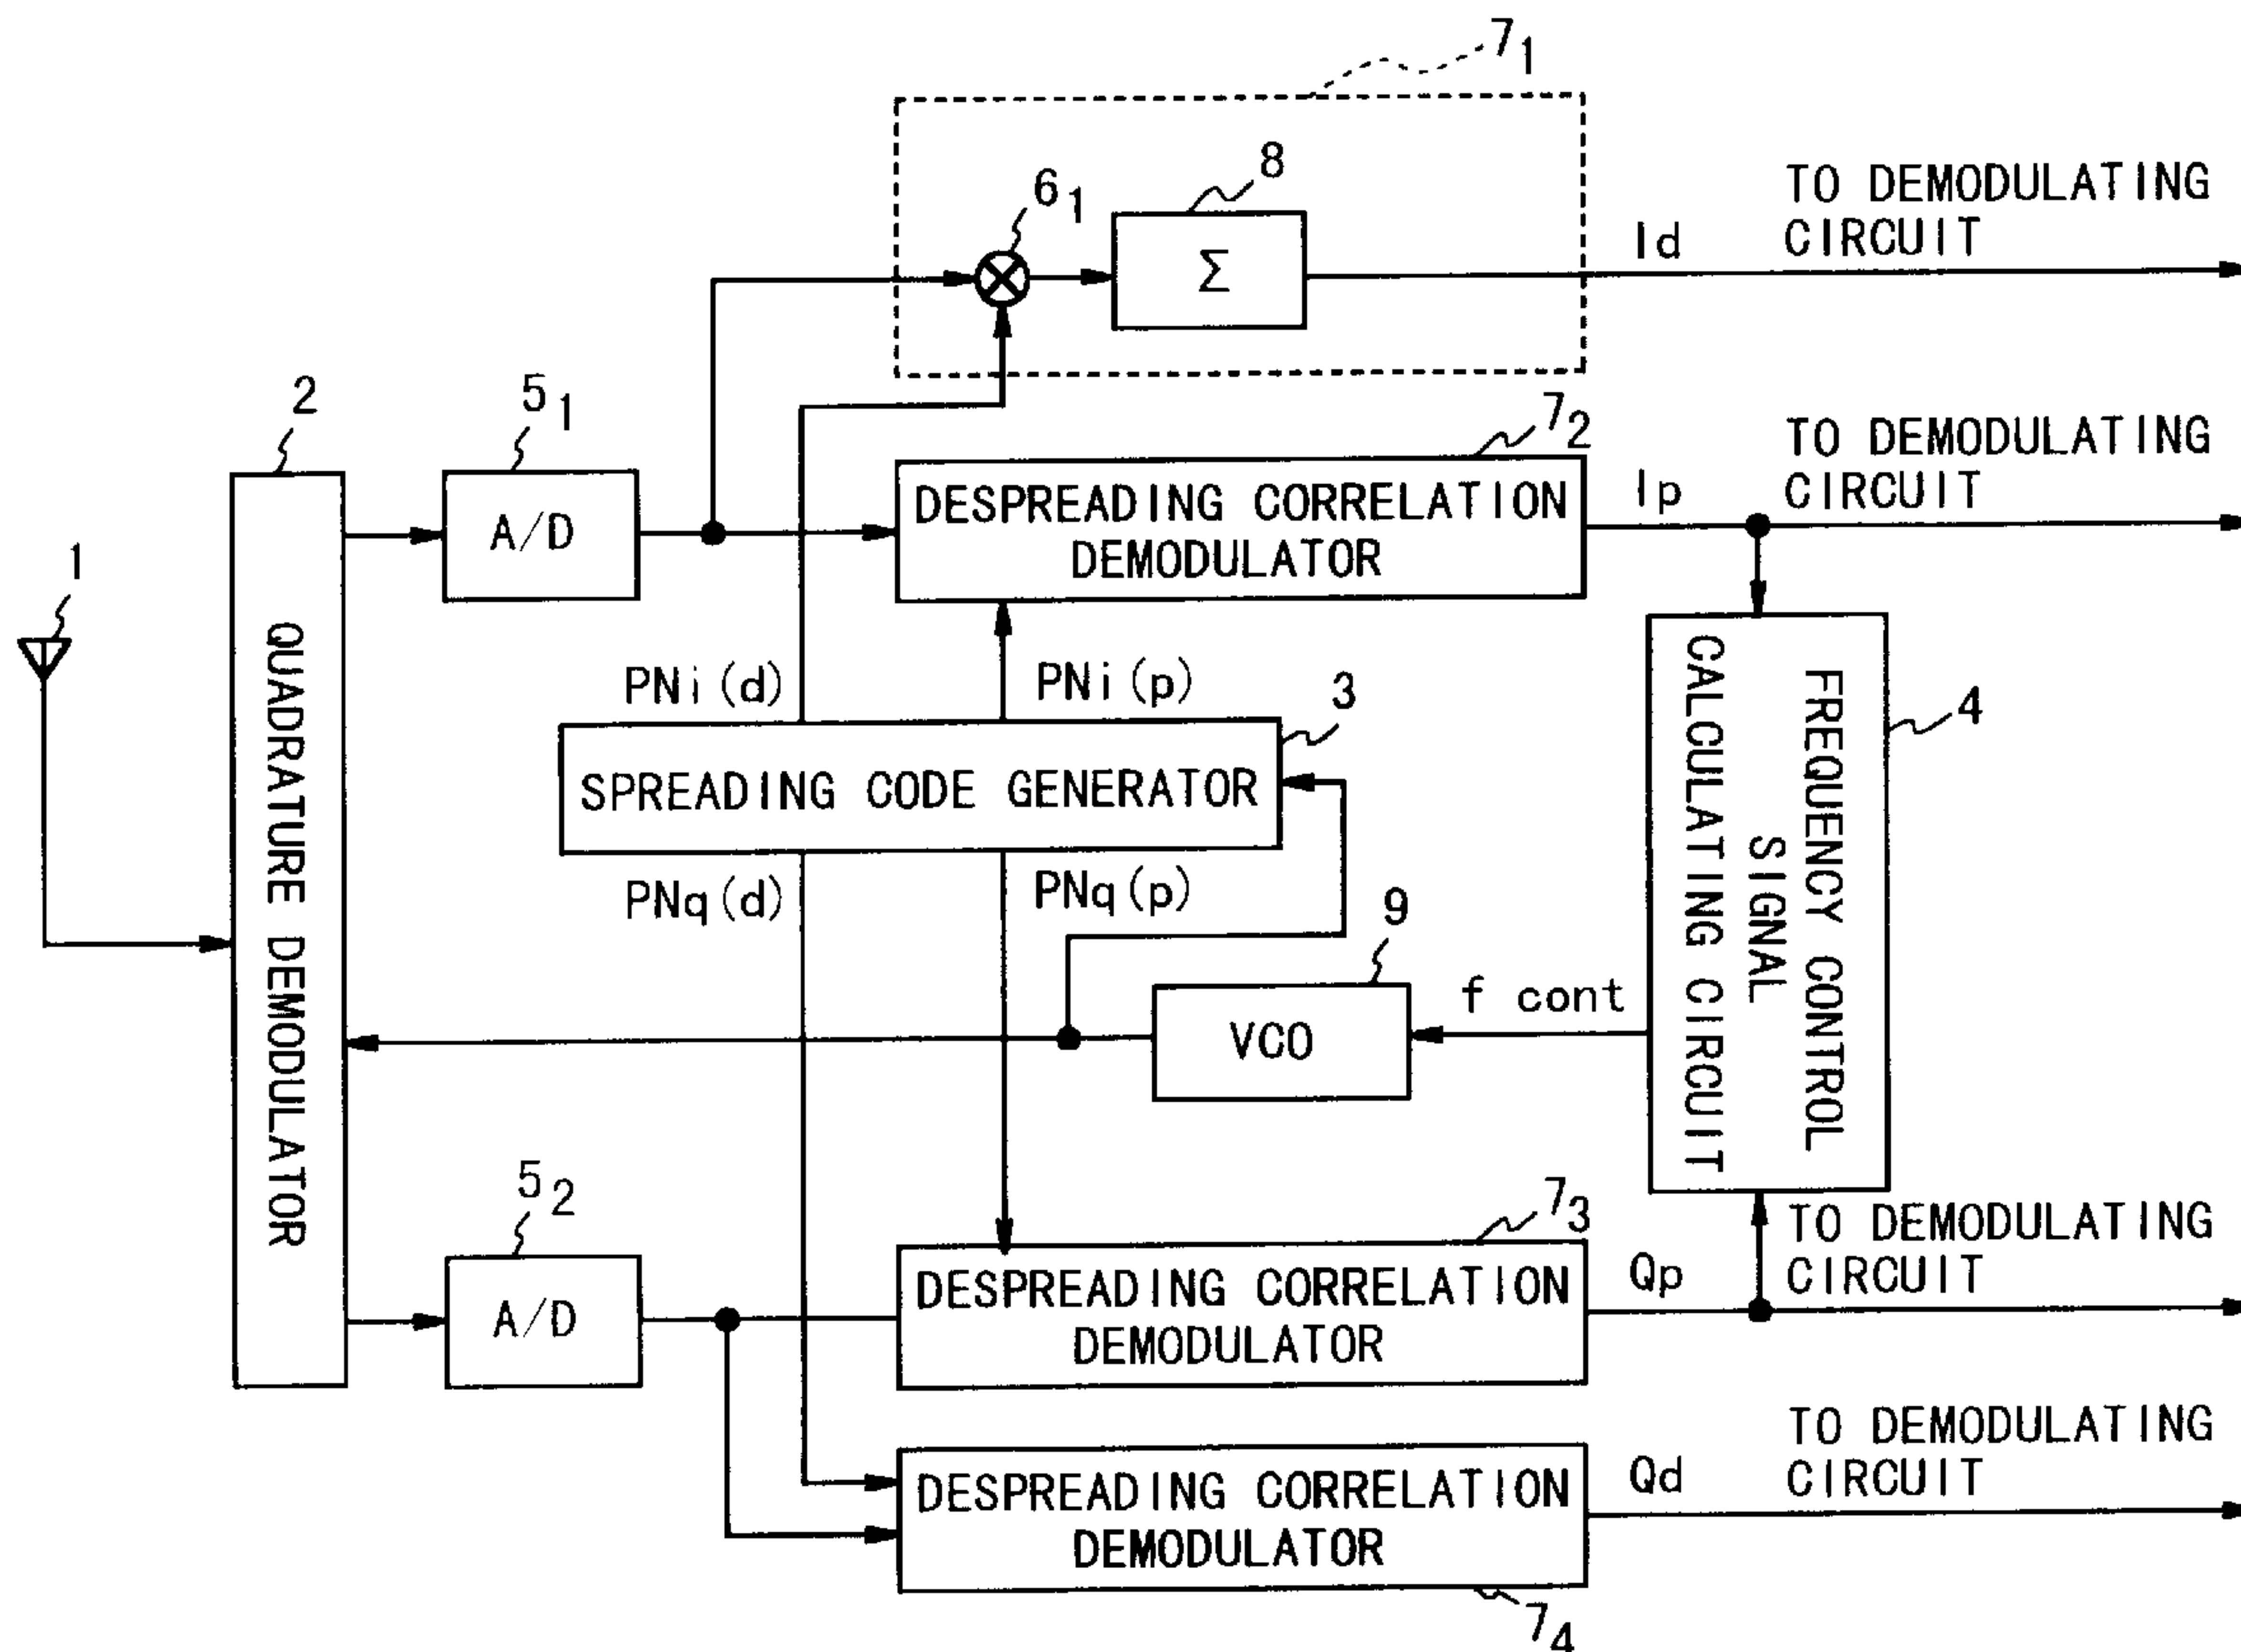 7₁
8
6₁
Σ
TO DEMODULATING
CIRCUIT
Id
2
5₁
A/D
7₂
DESPREADING CORRELATION
DEMODULATOR
TO DEMODULATING
CIRCUIT
Ip
1
QUADRATURE DEMODULATOR
PNi(d)
PNi(p)
3
SPREADING CODE GENERATOR
PNq(d)
PNq(p)
FREQUENCY CONTROL
SIGNAL
CALCULATING CIRCUIT
4
9
VCO
f cont
5₂
A/D
7₃
DESPREADING CORRELATION
DEMODULATOR
TO DEMODULATING
CIRCUIT
Qp
DESPREADING CORRELATION
DEMODULATOR
7₄
TO DEMODULATING
CIRCUIT
Qd